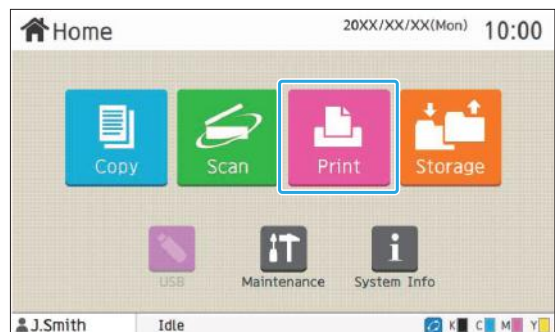 Home 20XX/XX/XX(Mon) 10:00
Copy Scan Print Storage
USB Maintenance System Info
J.Smith Idle K C M Y